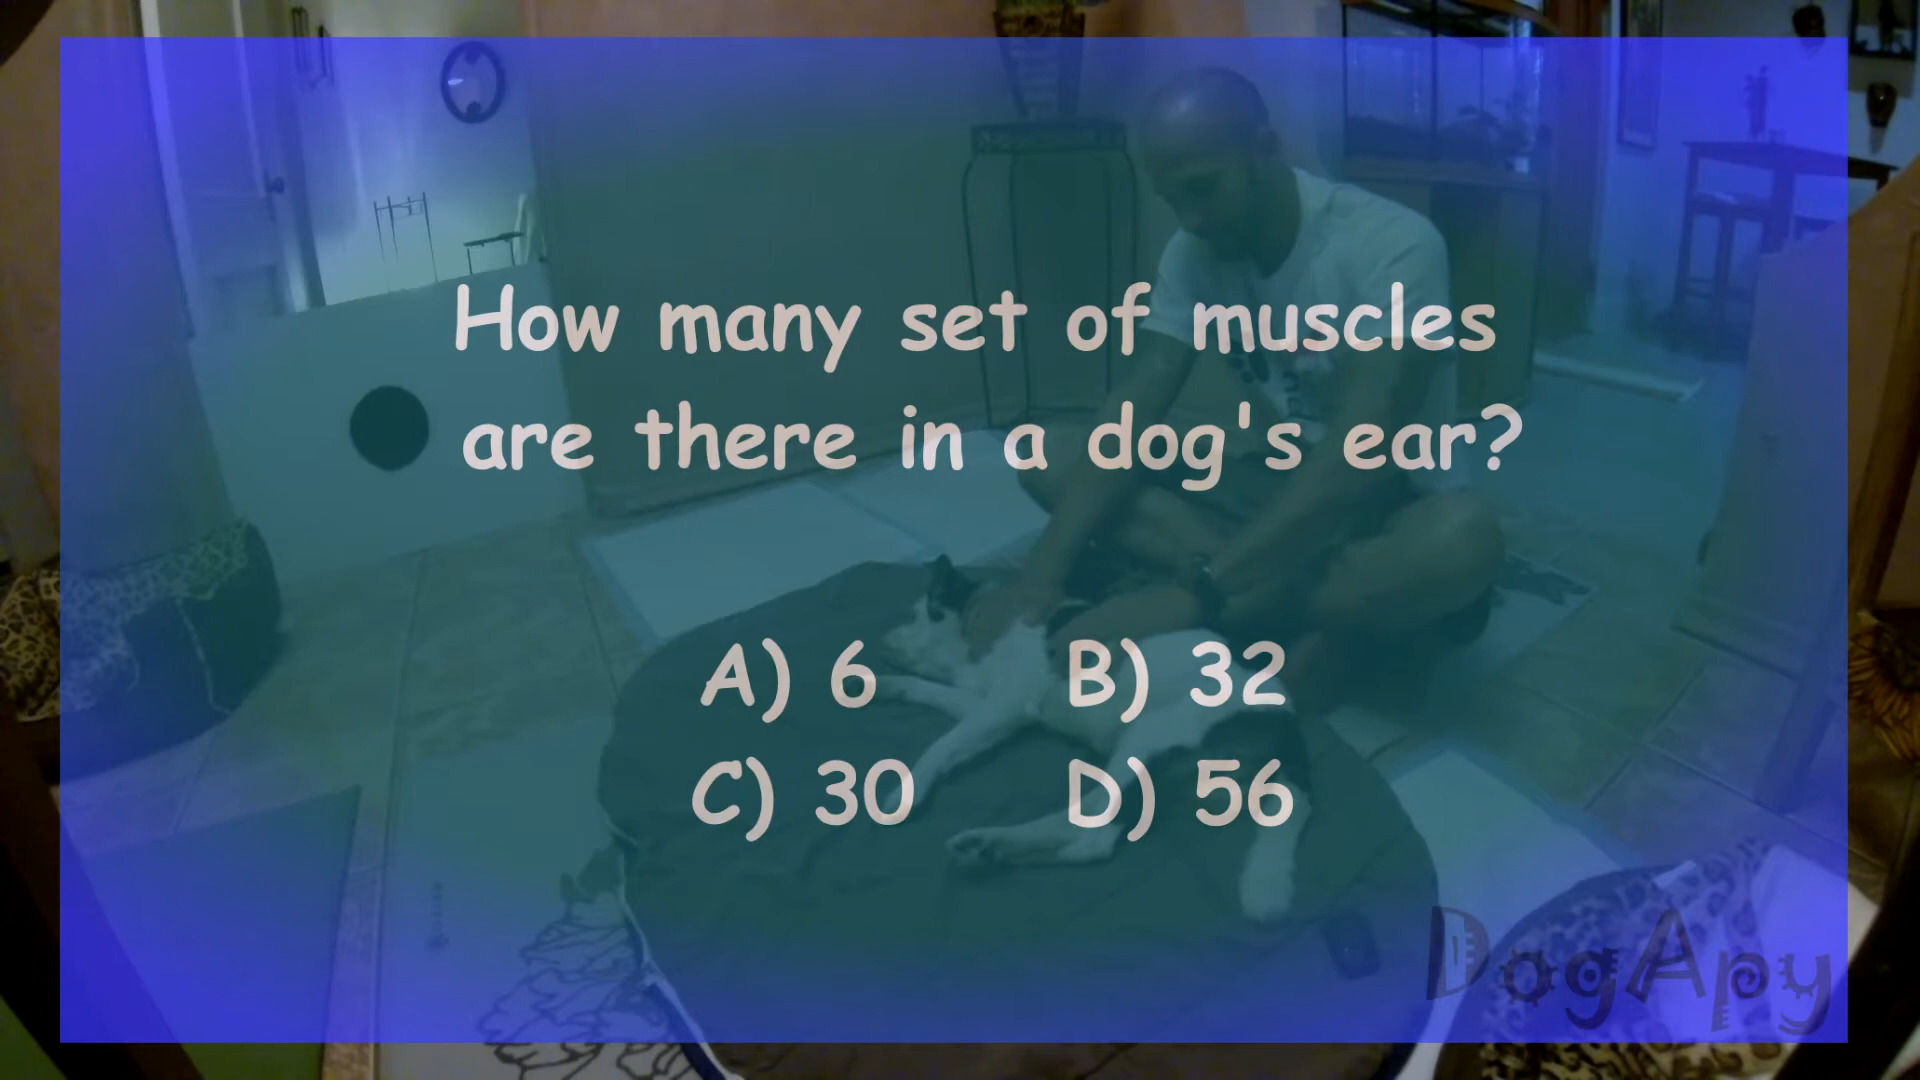 How many set of muscles
are there in a dog's ear?
A) 6 B) 32
C) 30 D) 56
DogApy